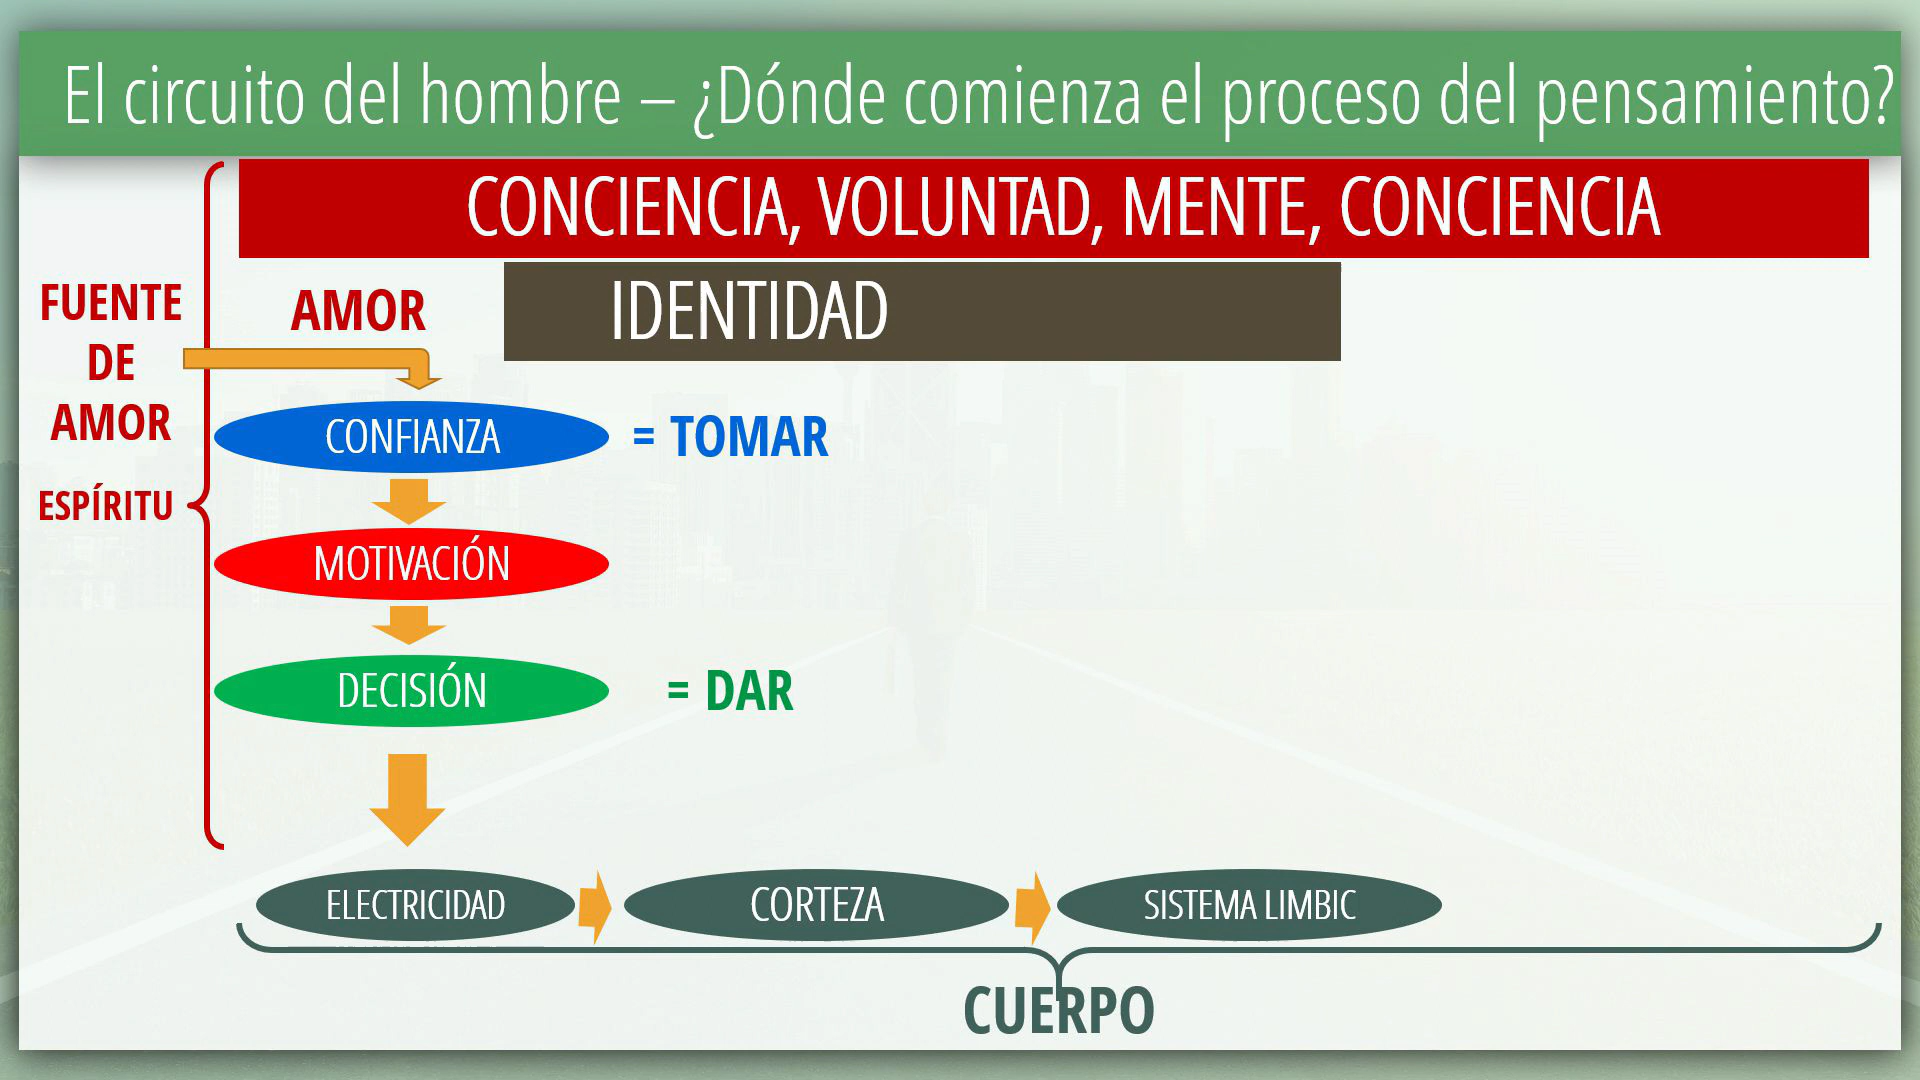 El circuito del hombre – ¿Dónde comienza el proceso del pensamiento?
CONCIENCIA, VOLUNTAD, MENTE, CONCIENCIA
IDENTIDAD
FUENTE
DE
AMOR
ESPÍRITU
AMOR
CONFIANZA
= TOMAR
MOTIVACIÓN
DECISIÓN
= DAR
ELECTRICIDAD
CORTEZA
SISTEMA LIMBIC
CUERPO